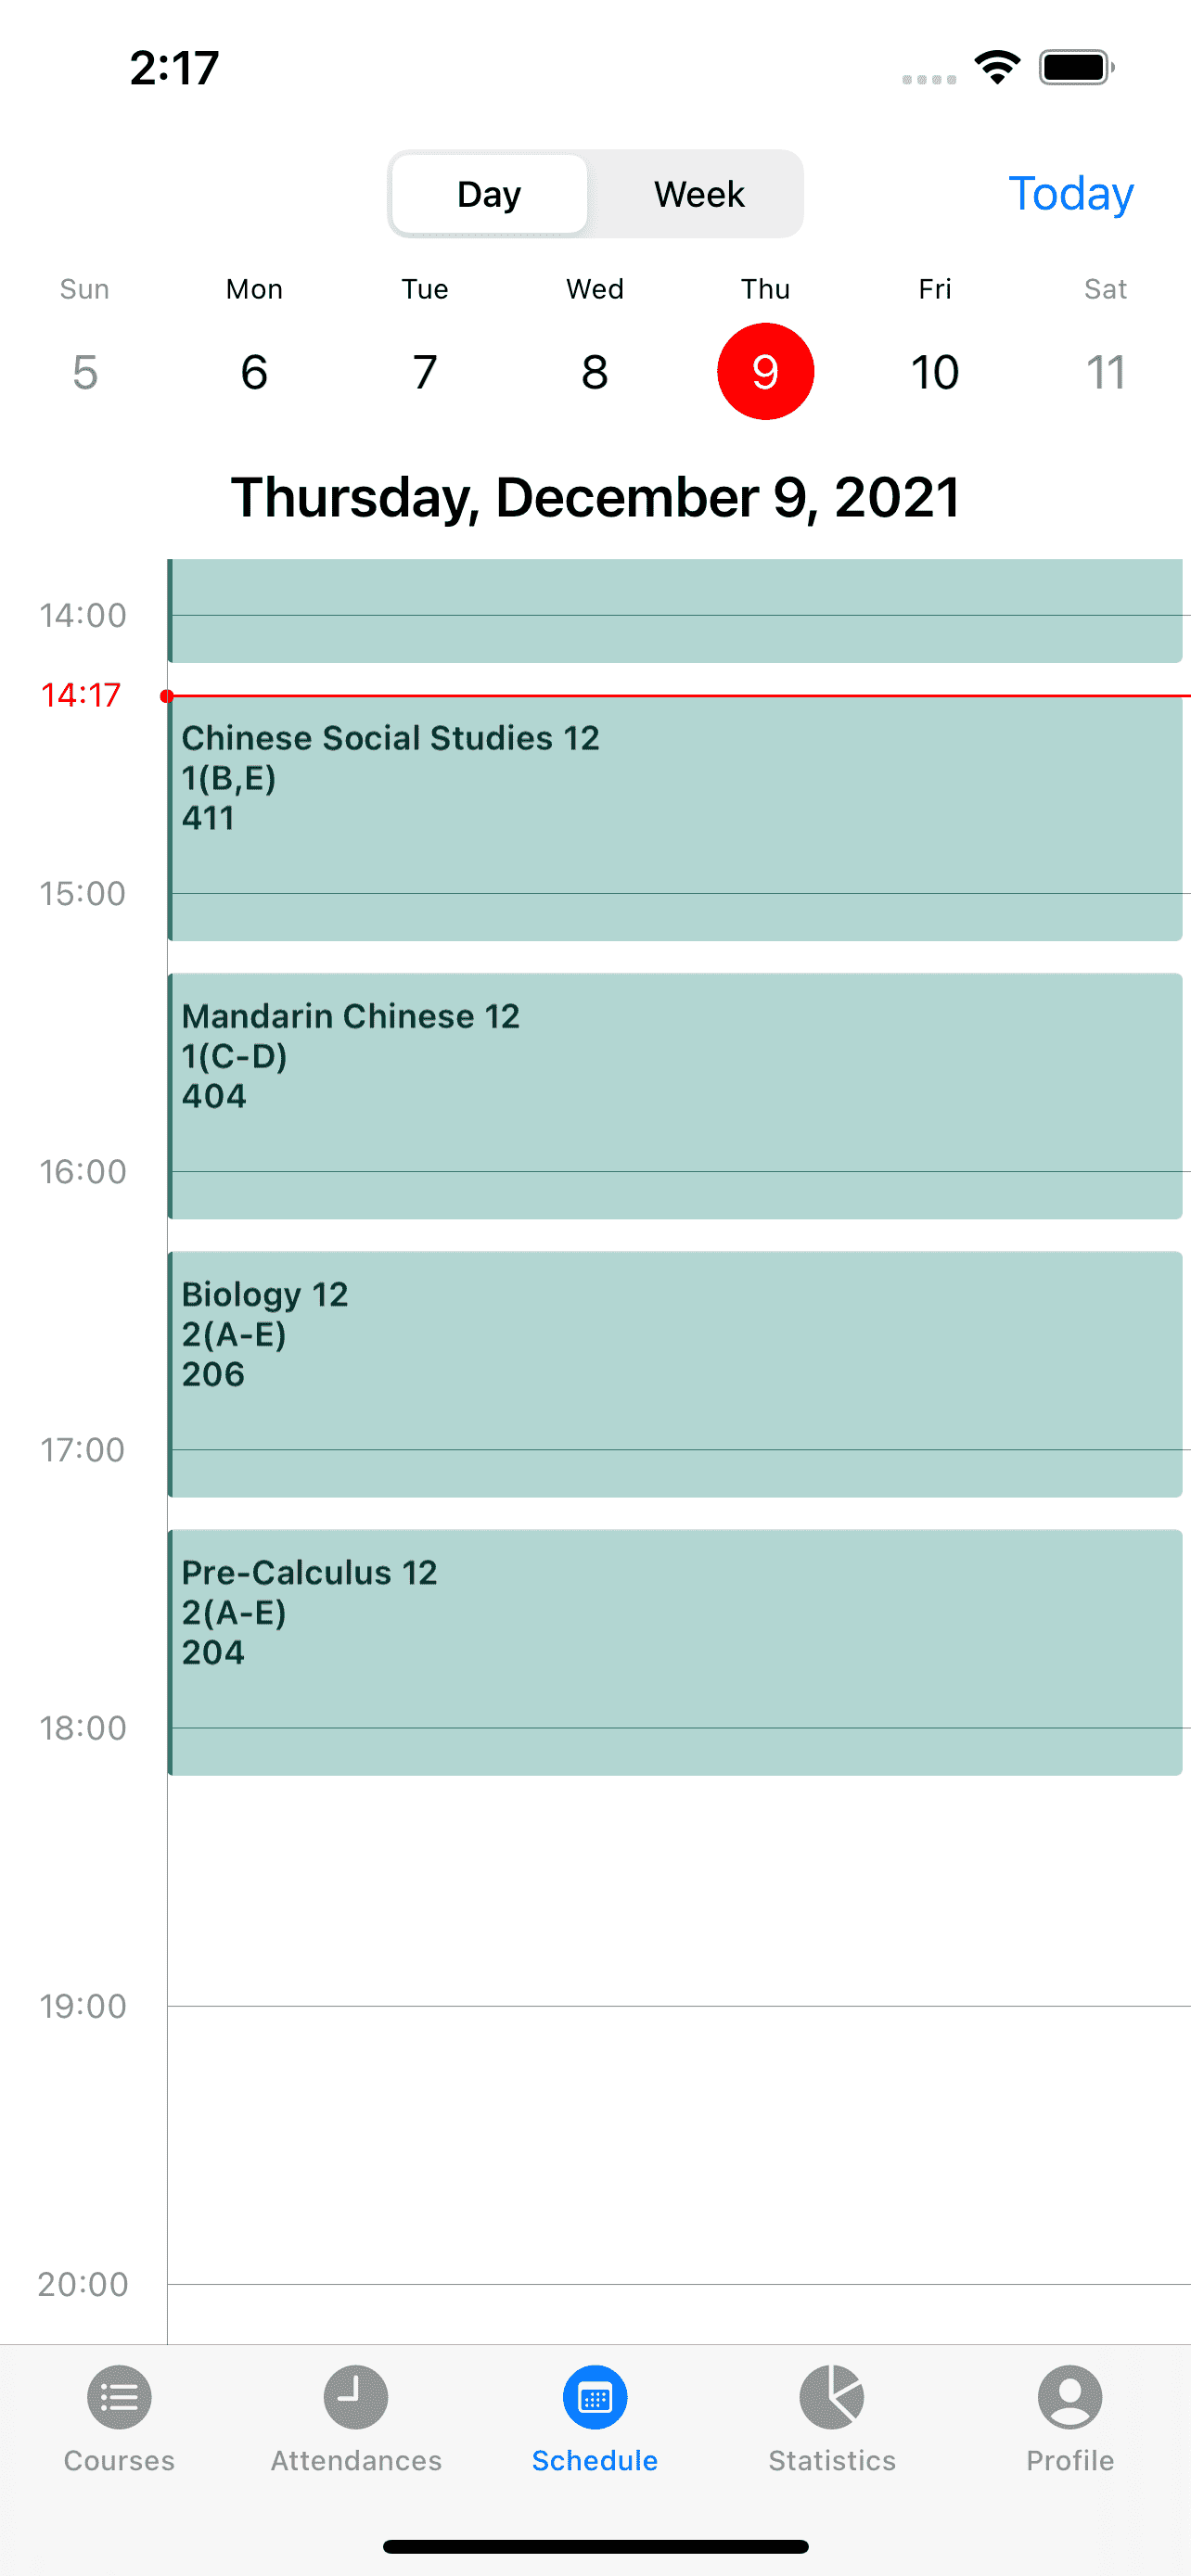 2:17
Day Week Today
Sun Mon Tue Wed Thu Fri Sat
5 6 7 8 9 10 11
Thursday, December 9, 2021
14:00
14:17
Chinese Social Studies 12
1(B,E)
411
15:00
Mandarin Chinese 12
1(C-D)
404
16:00
Biology 12
2(A-E)
206
17:00
Pre-Calculus 12
2(A-E)
204
18:00
19:00
20:00
Courses Attendances Schedule Statistics Profile